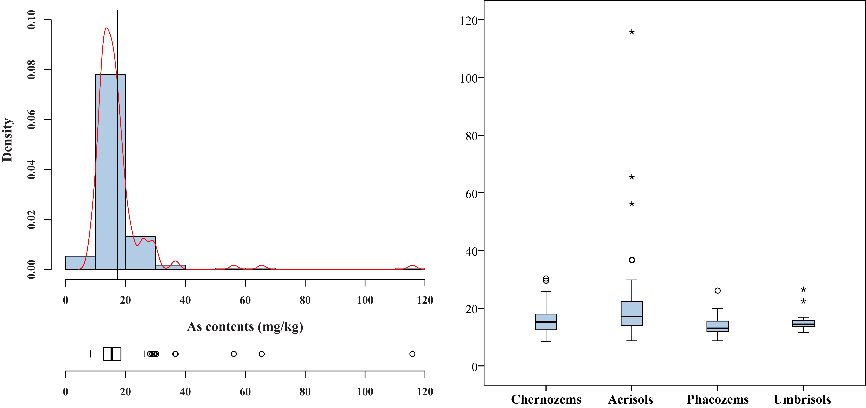 0.10
0.08
0.06
0.04
0.02
0.00
Density
0 20 40 60 80 100 120
As contents (mg/kg)
0 20 40 60 80 100 120
120
100
80
60
40
20
0
Chernozems Acrisols Phaeozems Umbrisols